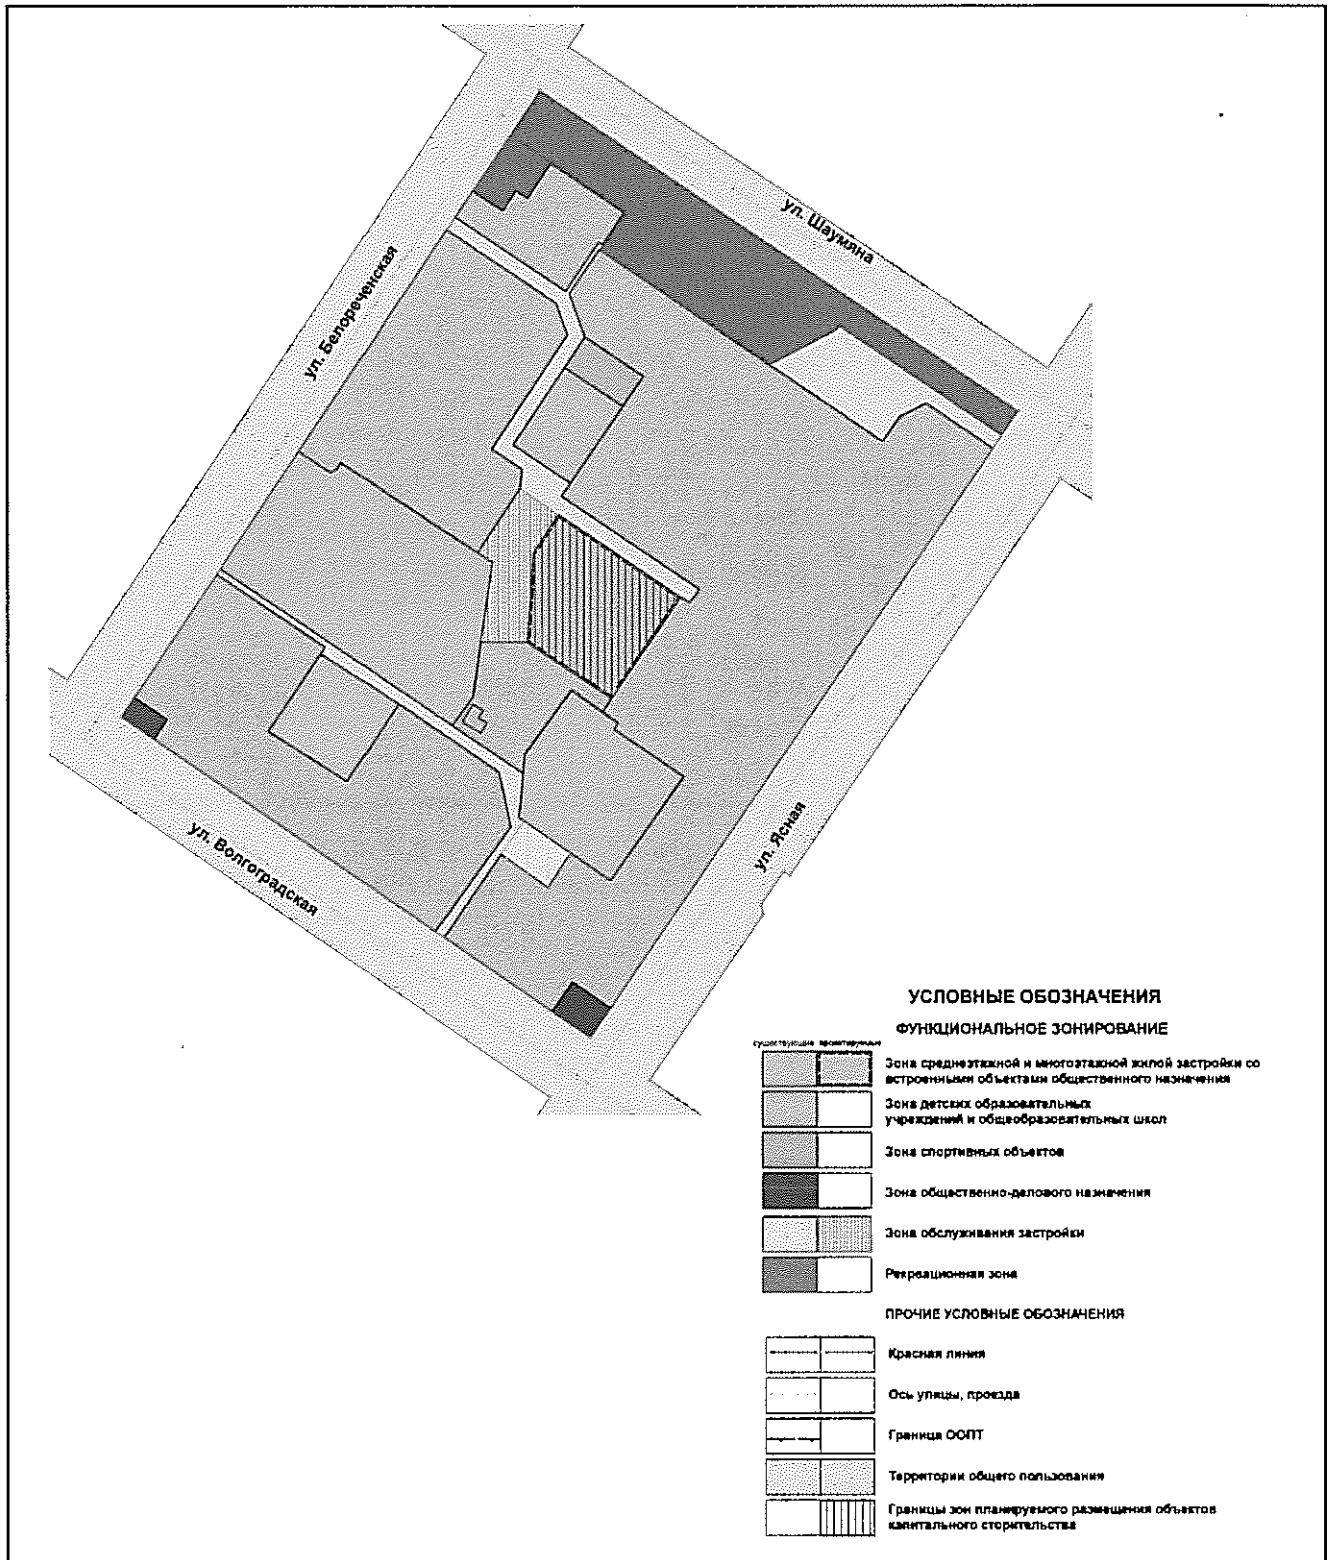 ул. Шаумяна
ул. Белореченская
ул. Ясная
ул. Волгоградская
УСЛОВНЫЕ ОБОЗНАЧЕНИЯ
ФУНКЦИОНАЛЬНОЕ ЗОНИРОВАНИЕ
существующие проектируемые
Зона среднеэтажной и многоэтажной жилой застройки со
встроенными объектами общественного назначения
Зона детских образовательных
учреждений и общеобразовательных школ
Зона спортивных объектов
Зона общественно-делового назначения
Зона обслуживания застройки
Рекреационная зона
ПРОЧИЕ УСЛОВНЫЕ ОБОЗНАЧЕНИЯ
Красная линия
Ось улицы, проезда
Граница ООПТ
Территории общего пользования
Границы зон планируемого размещения объектов
капитального сторительства